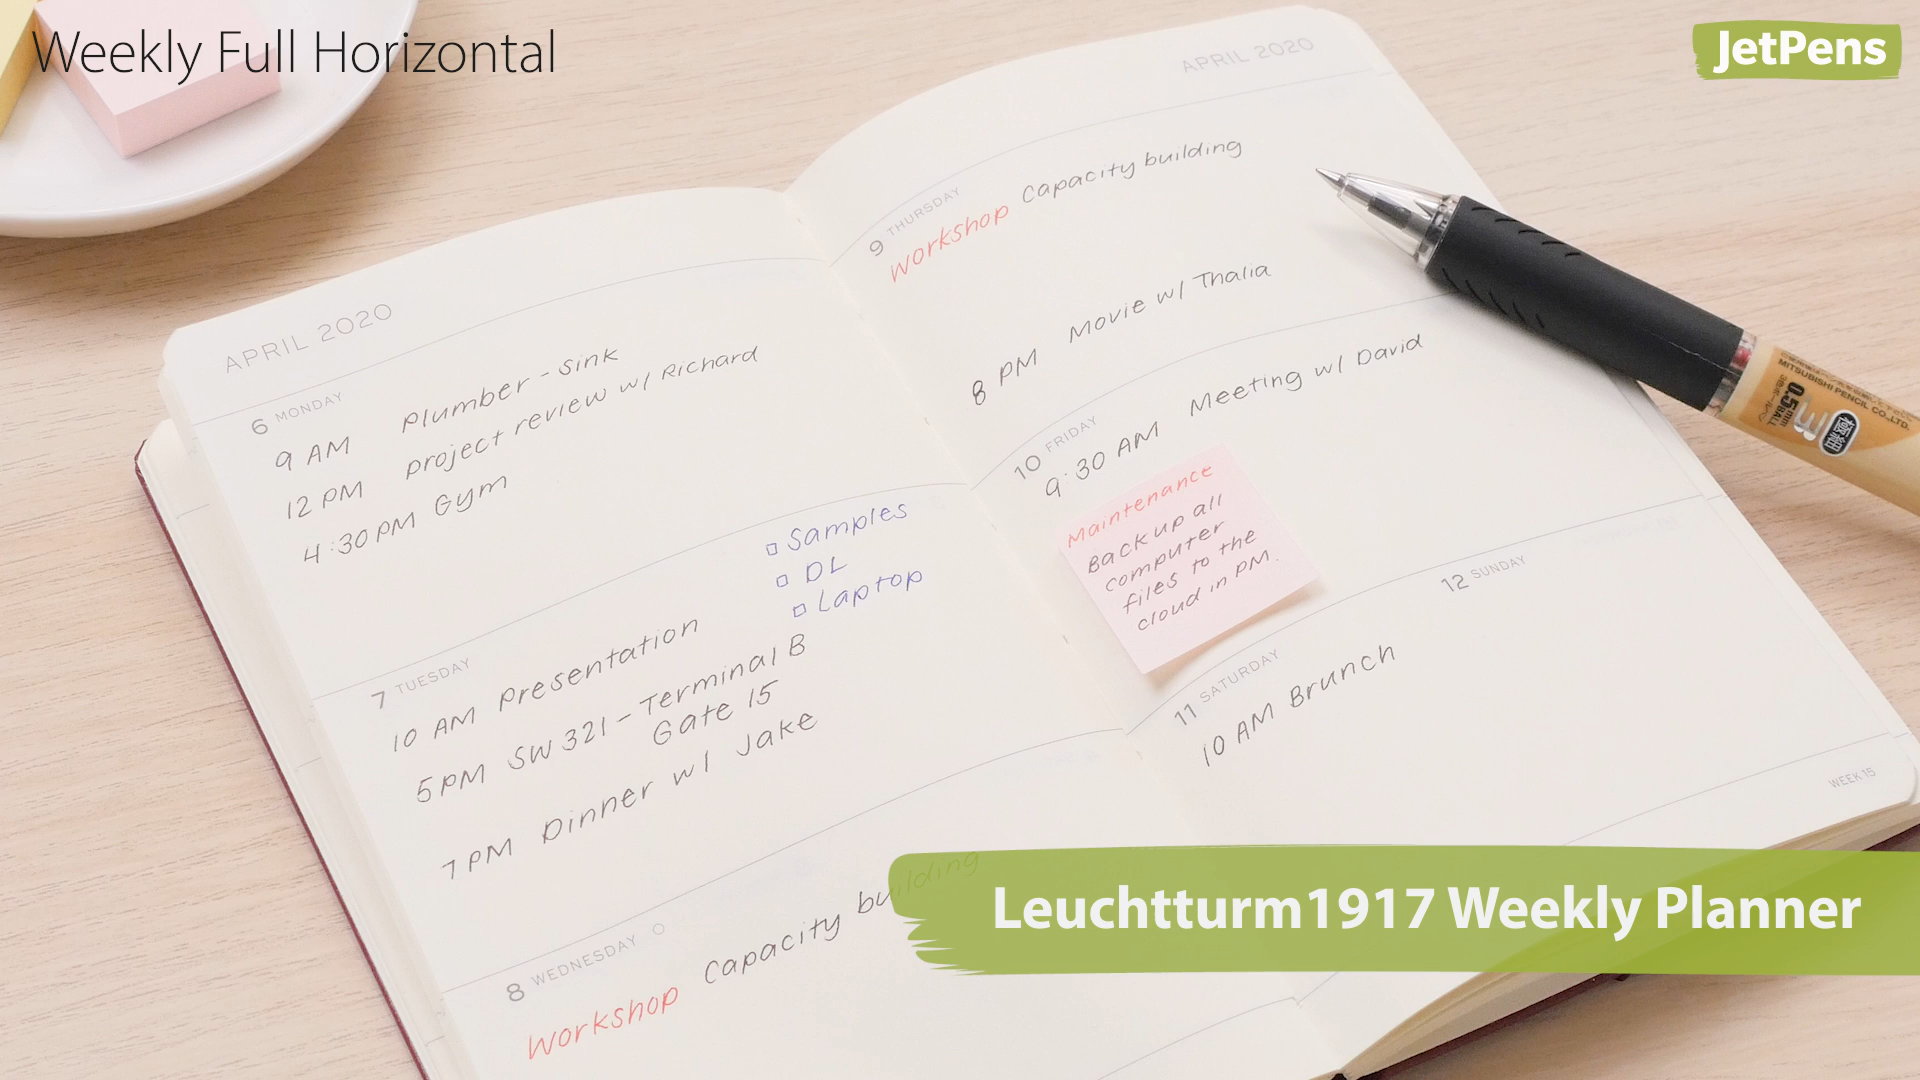 Weekly Full Horizontal
JetPens
APRIL 2020
6 MONDAY
9 AM Plumber - Sink
12 PM project review w/ Richard
4:30 PM Gym
7 TUESDAY
Samples
DL
Laptop
10 AM Presentation
5 PM SW 321 - Terminal B
Gate 15
7 PM Dinner w/ Jake
8 WEDNESDAY
Workshop Capacity building
APRIL 2020
9 THURSDAY
Workshop Capacity building
8 PM Movie w/ Thalia
10 FRIDAY
9:30 AM Meeting w/ David
Maintenance
Back up all
computer
files to the
cloud in PM.
11 SATURDAY
10 AM Brunch
12 SUNDAY
WEEK 15
MITSUBISHI PENCIL CO., LTD.
0.5
BALL
Leuchtturm1917 Weekly Planner